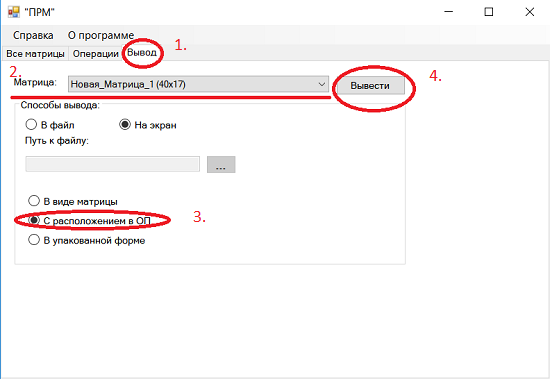 "ПРМ"
Справка О программе
1.
Все матрицы Операции Вывод
2.
4.
Матрица: Новая_Матрица_1 (40x17) Вывести
Способы вывода:
В файл На экран
Путь к файлу:
...
В виде матрицы
С расположением в ОП
3.
В упакованной форме